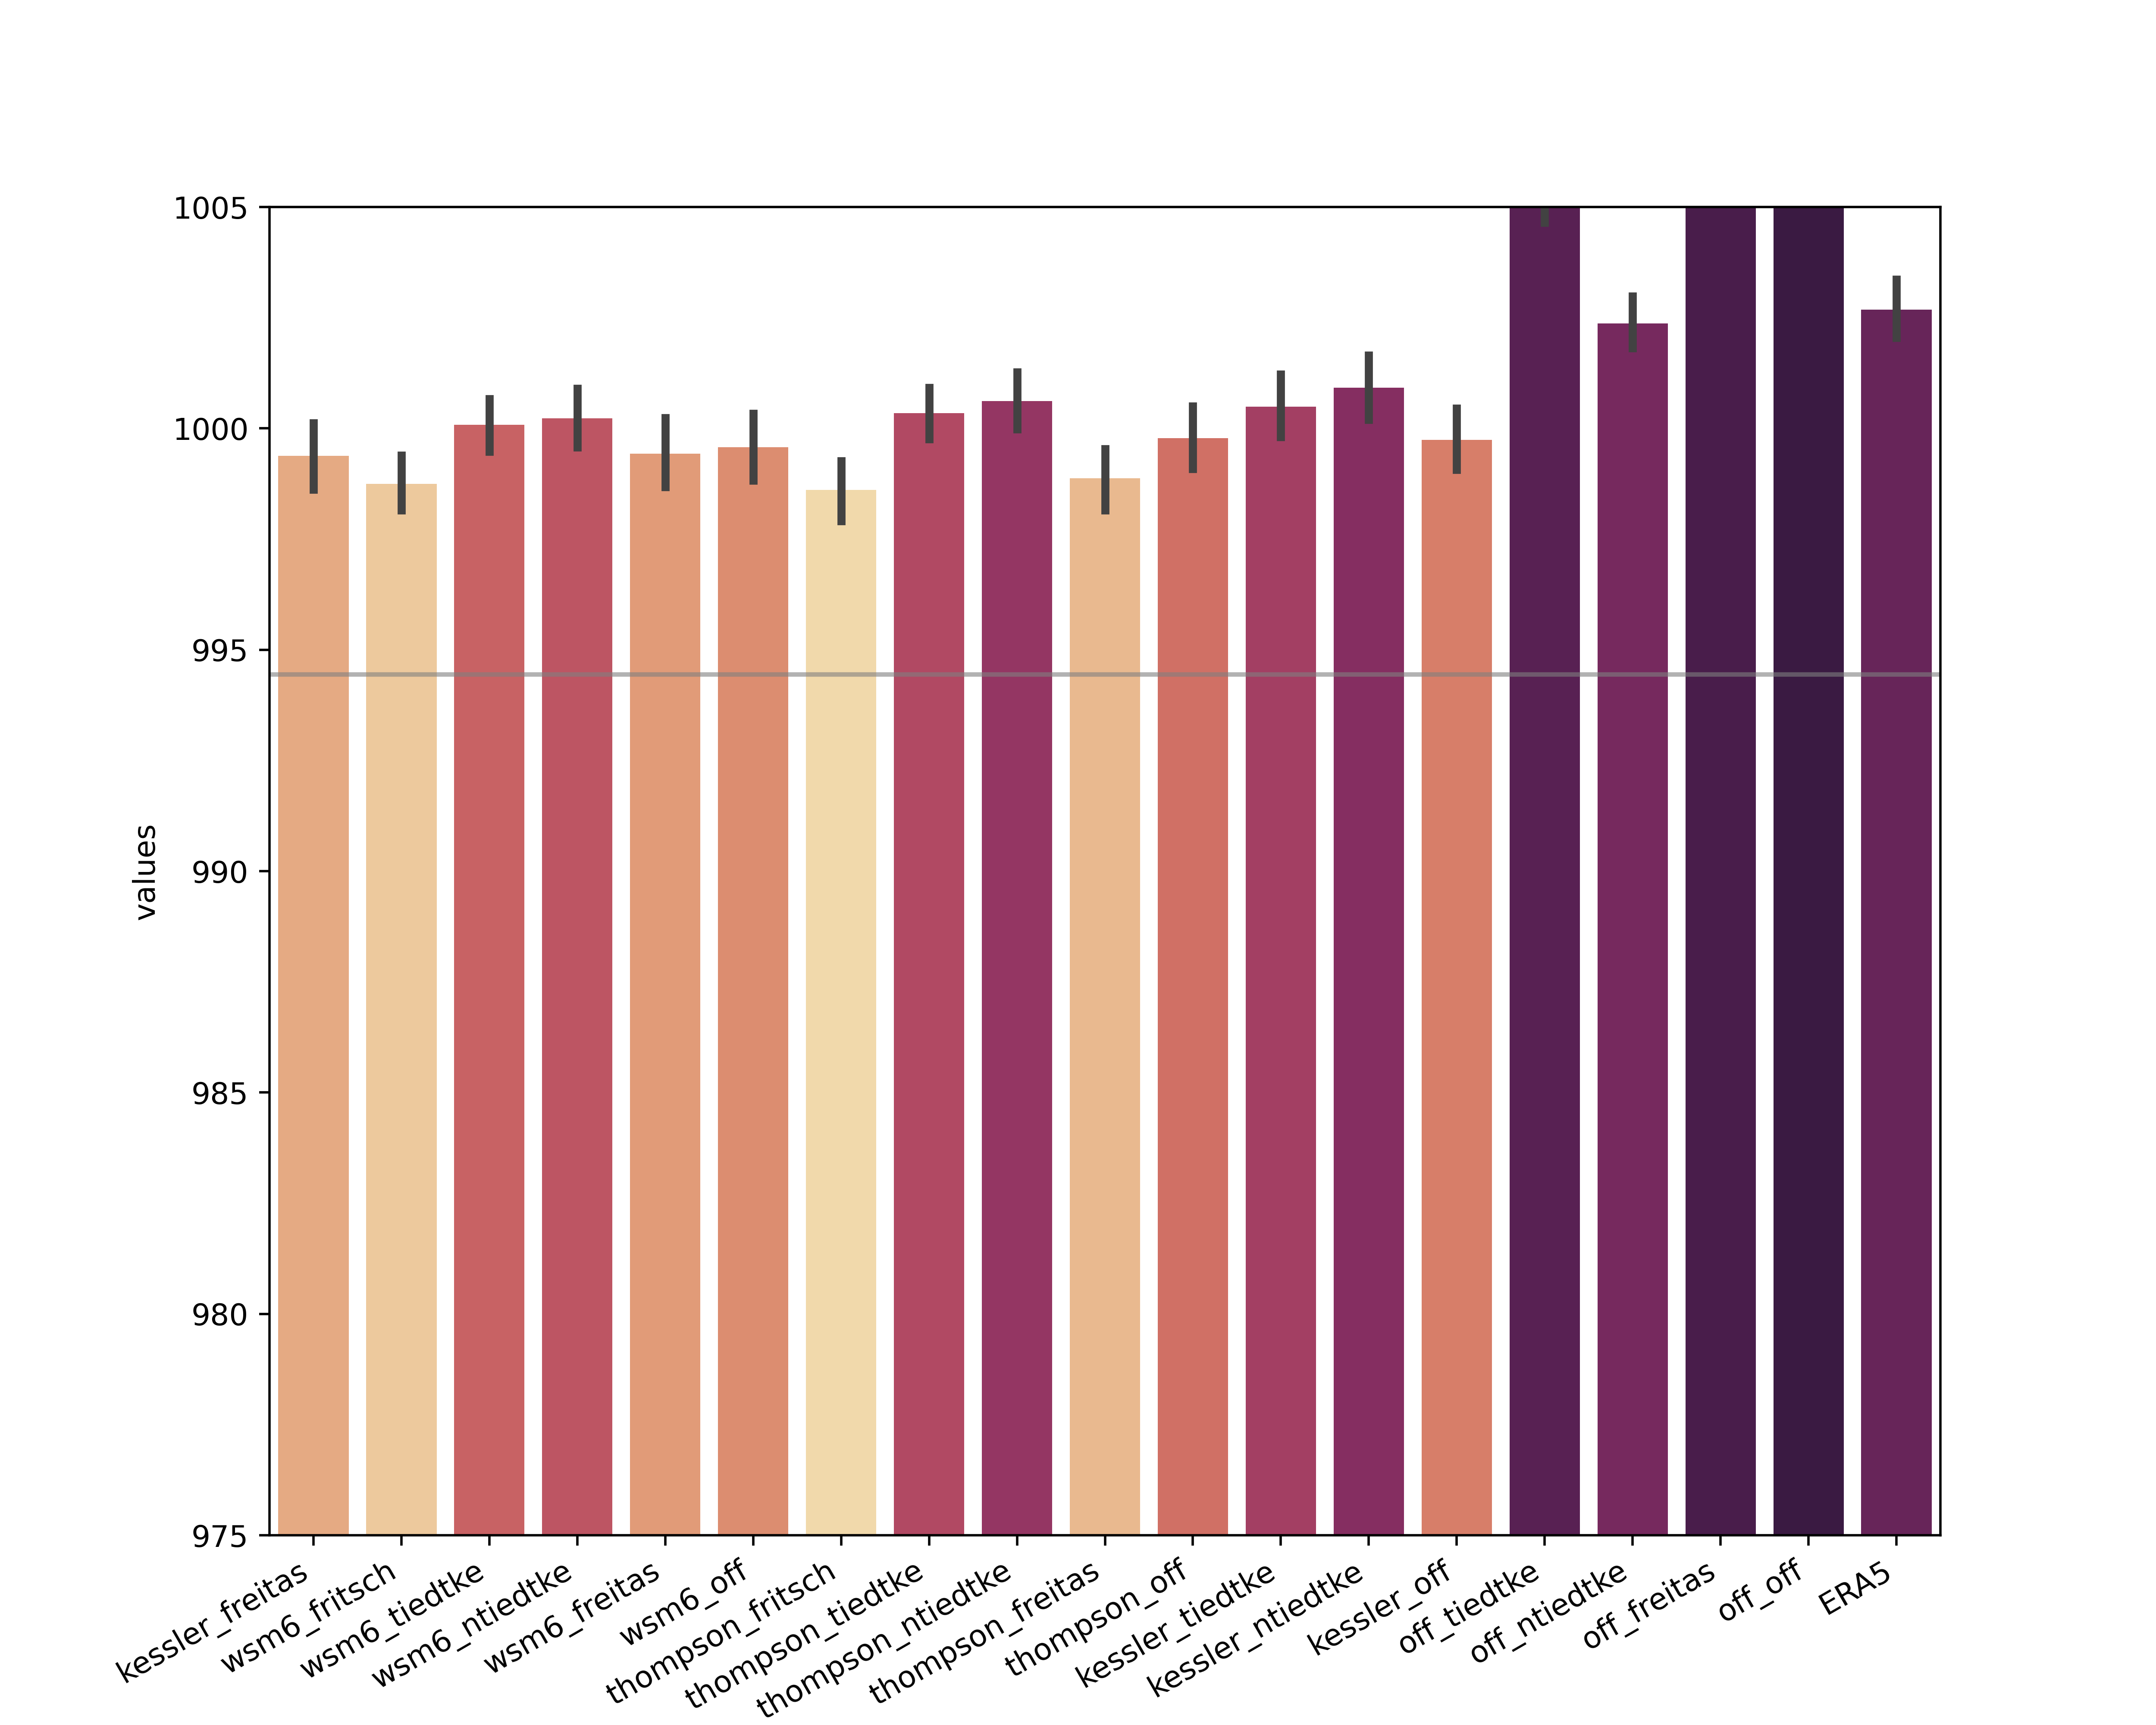 1005
1000
995
990
985
980
975
values
kessler_freitas
wsm6_fritsch
wsm6_tiedtke
wsm6_ntiedtke
wsm6_freitas
wsm6_off
thompson_fritsch
thompson_tiedtke
thompson_ntiedtke
thompson_freitas
thompson_off
kessler_tiedtke
kessler_ntiedtke
kessler_off
off_tiedtke
off_ntiedtke
off_freitas
off_off
ERA5